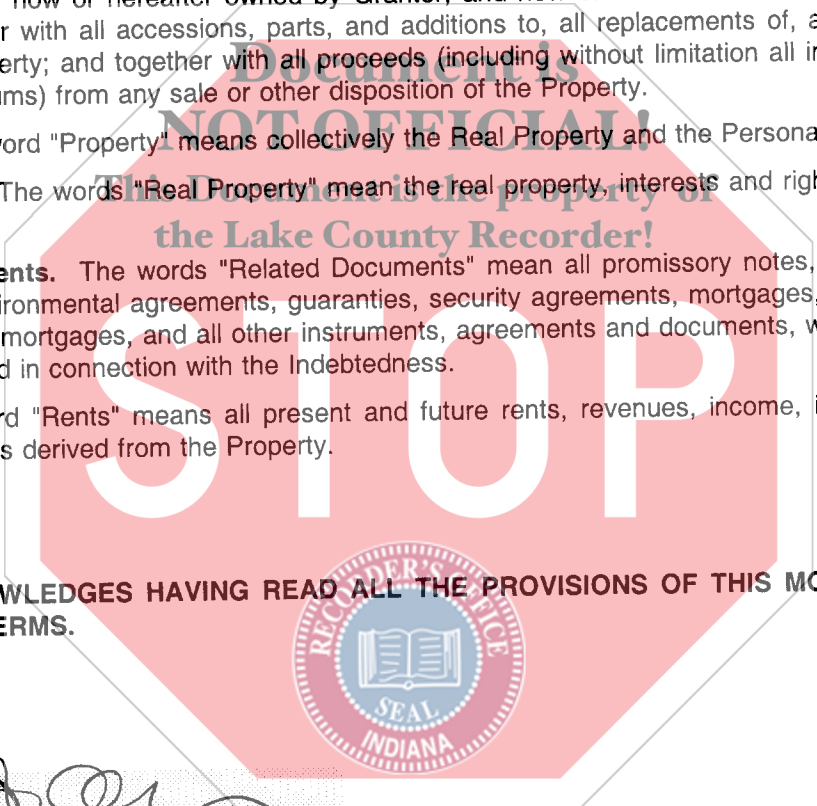 now or hereafter owned by Grantor, and now
r with all accessions, parts, and additions to, all replacements of, a
erty; and together with all proceeds (including without limitation all i
ums) from any sale or other disposition of the Property.
Document is
NOT OFFICIAL!
ord "Property" means collectively the Real Property and the Persona
This Document is the property of
The words "Real Property" mean the real property, interests and righ
the Lake County Recorder!
ents. The words "Related Documents" mean all promissory notes,
ironmental agreements, guaranties, security agreements, mortgages,
mortgages, and all other instruments, agreements and documents, w
d in connection with the Indebtedness.
STOP
rd "Rents" means all present and future rents, revenues, income, i
s derived from the Property.
WLEDGES HAVING READ ALL THE PROVISIONS OF THIS MO
ERMS.
RECORDER'S OFFICE
SEAL
INDIANA